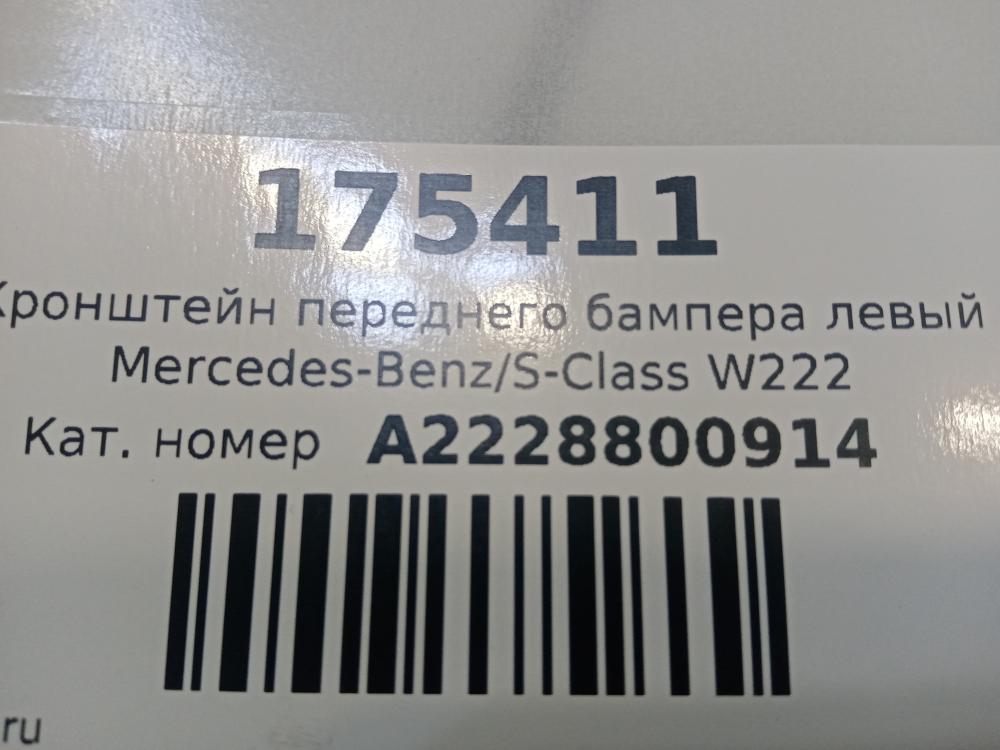 175411
Кронштейн переднего бампера левый
Mercedes-Benz/S-Class W222
Кат. номер A2228800914
ru